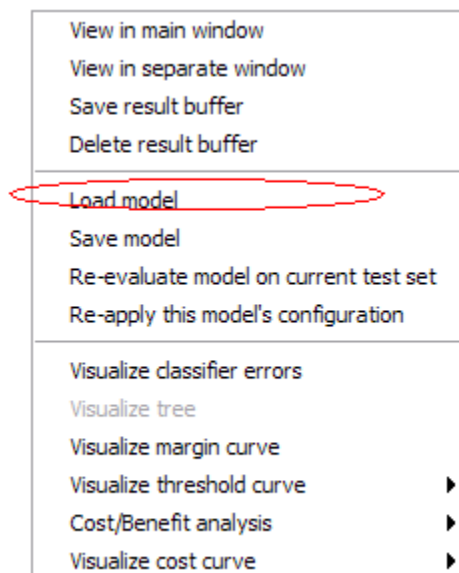 View in main window
View in separate window
Save result buffer
Delete result buffer
Load model
Save model
Re-evaluate model on current test set
Re-apply this model's configuration
Visualize classifier errors
Visualize tree
Visualize margin curve
Visualize threshold curve
Cost/Benefit analysis
Visualize cost curve